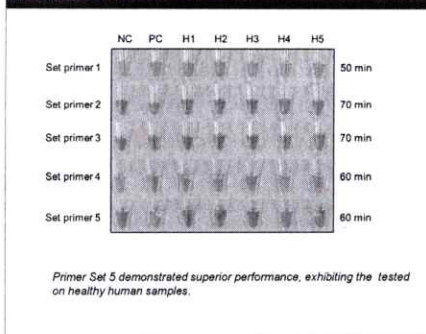 NC PC H1 H2 H3 H4 H5
Set primer 1 50 min
Set primer 2 70 min
Set primer 3 70 min
Set primer 4 60 min
Set primer 5 60 min
Primer Set 5 demonstrated superior performance, exhibiting the tested
on healthy human samples.